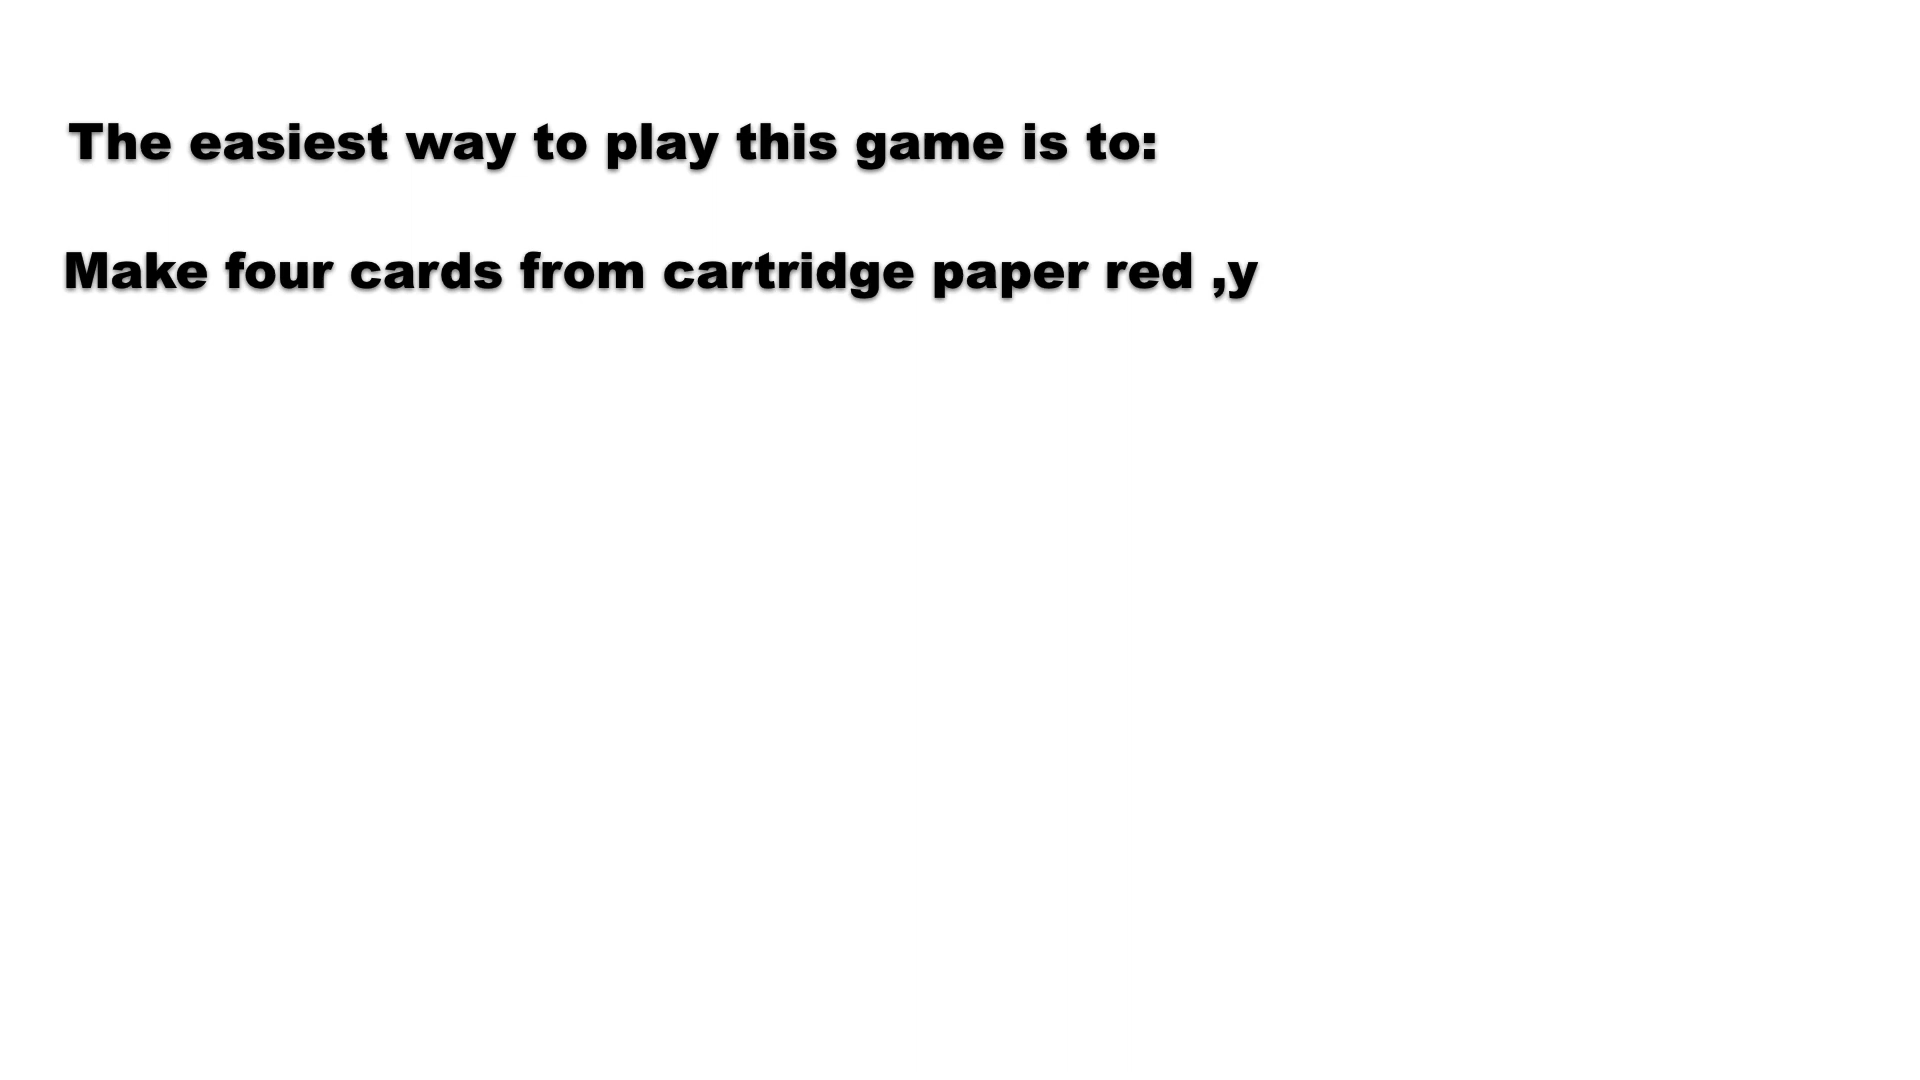 The easiest way to play this game is to:
Make four cards from cartridge paper red ,y